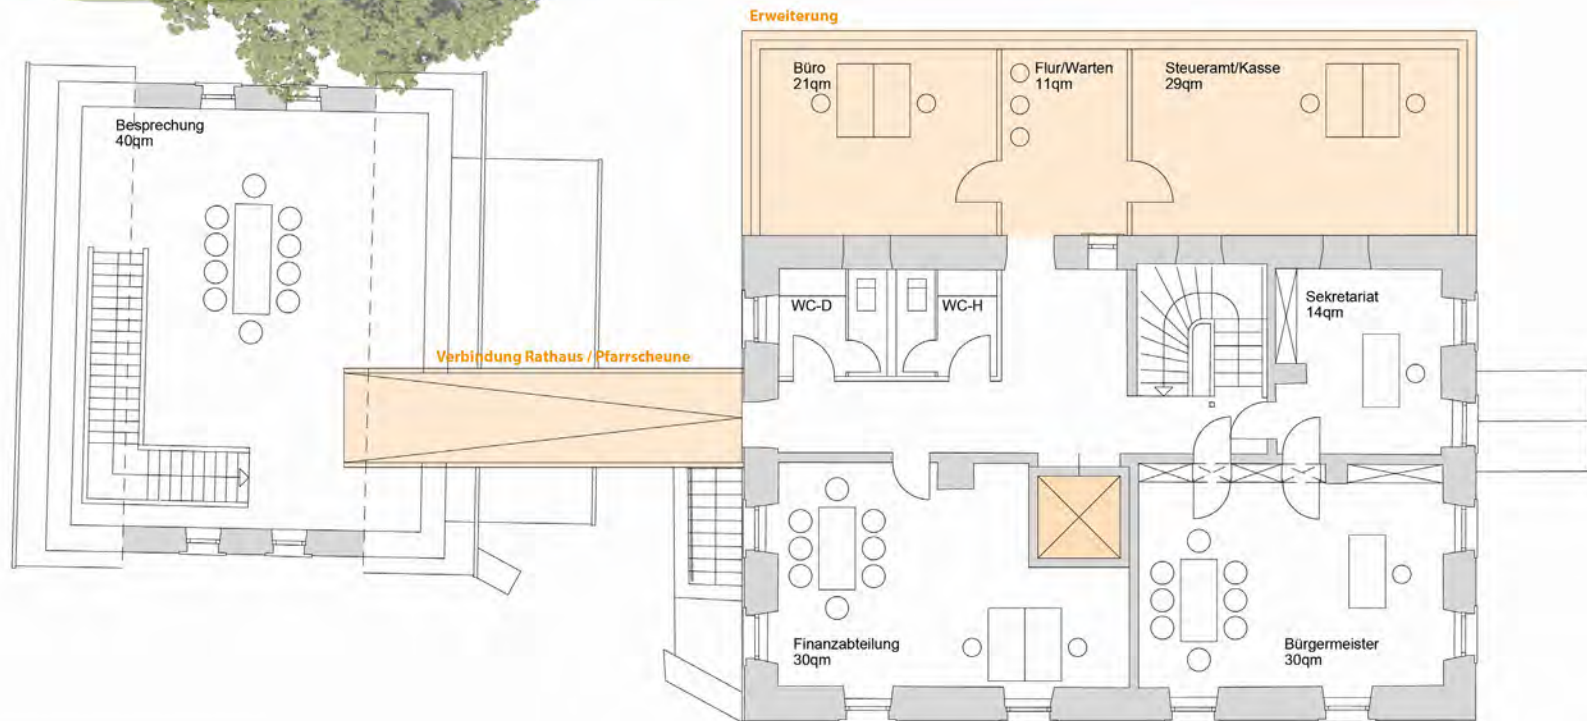 Erweiterung
Büro
21qm
Flur/Warten
11qm
Steueramt/Kasse
29qm
Besprechung
40qm
WC-D
WC-H
Sekretariat
14qm
Verbindung Rathaus / Pfarrscheune
Finanzabteilung
30qm
Bürgermeister
30qm